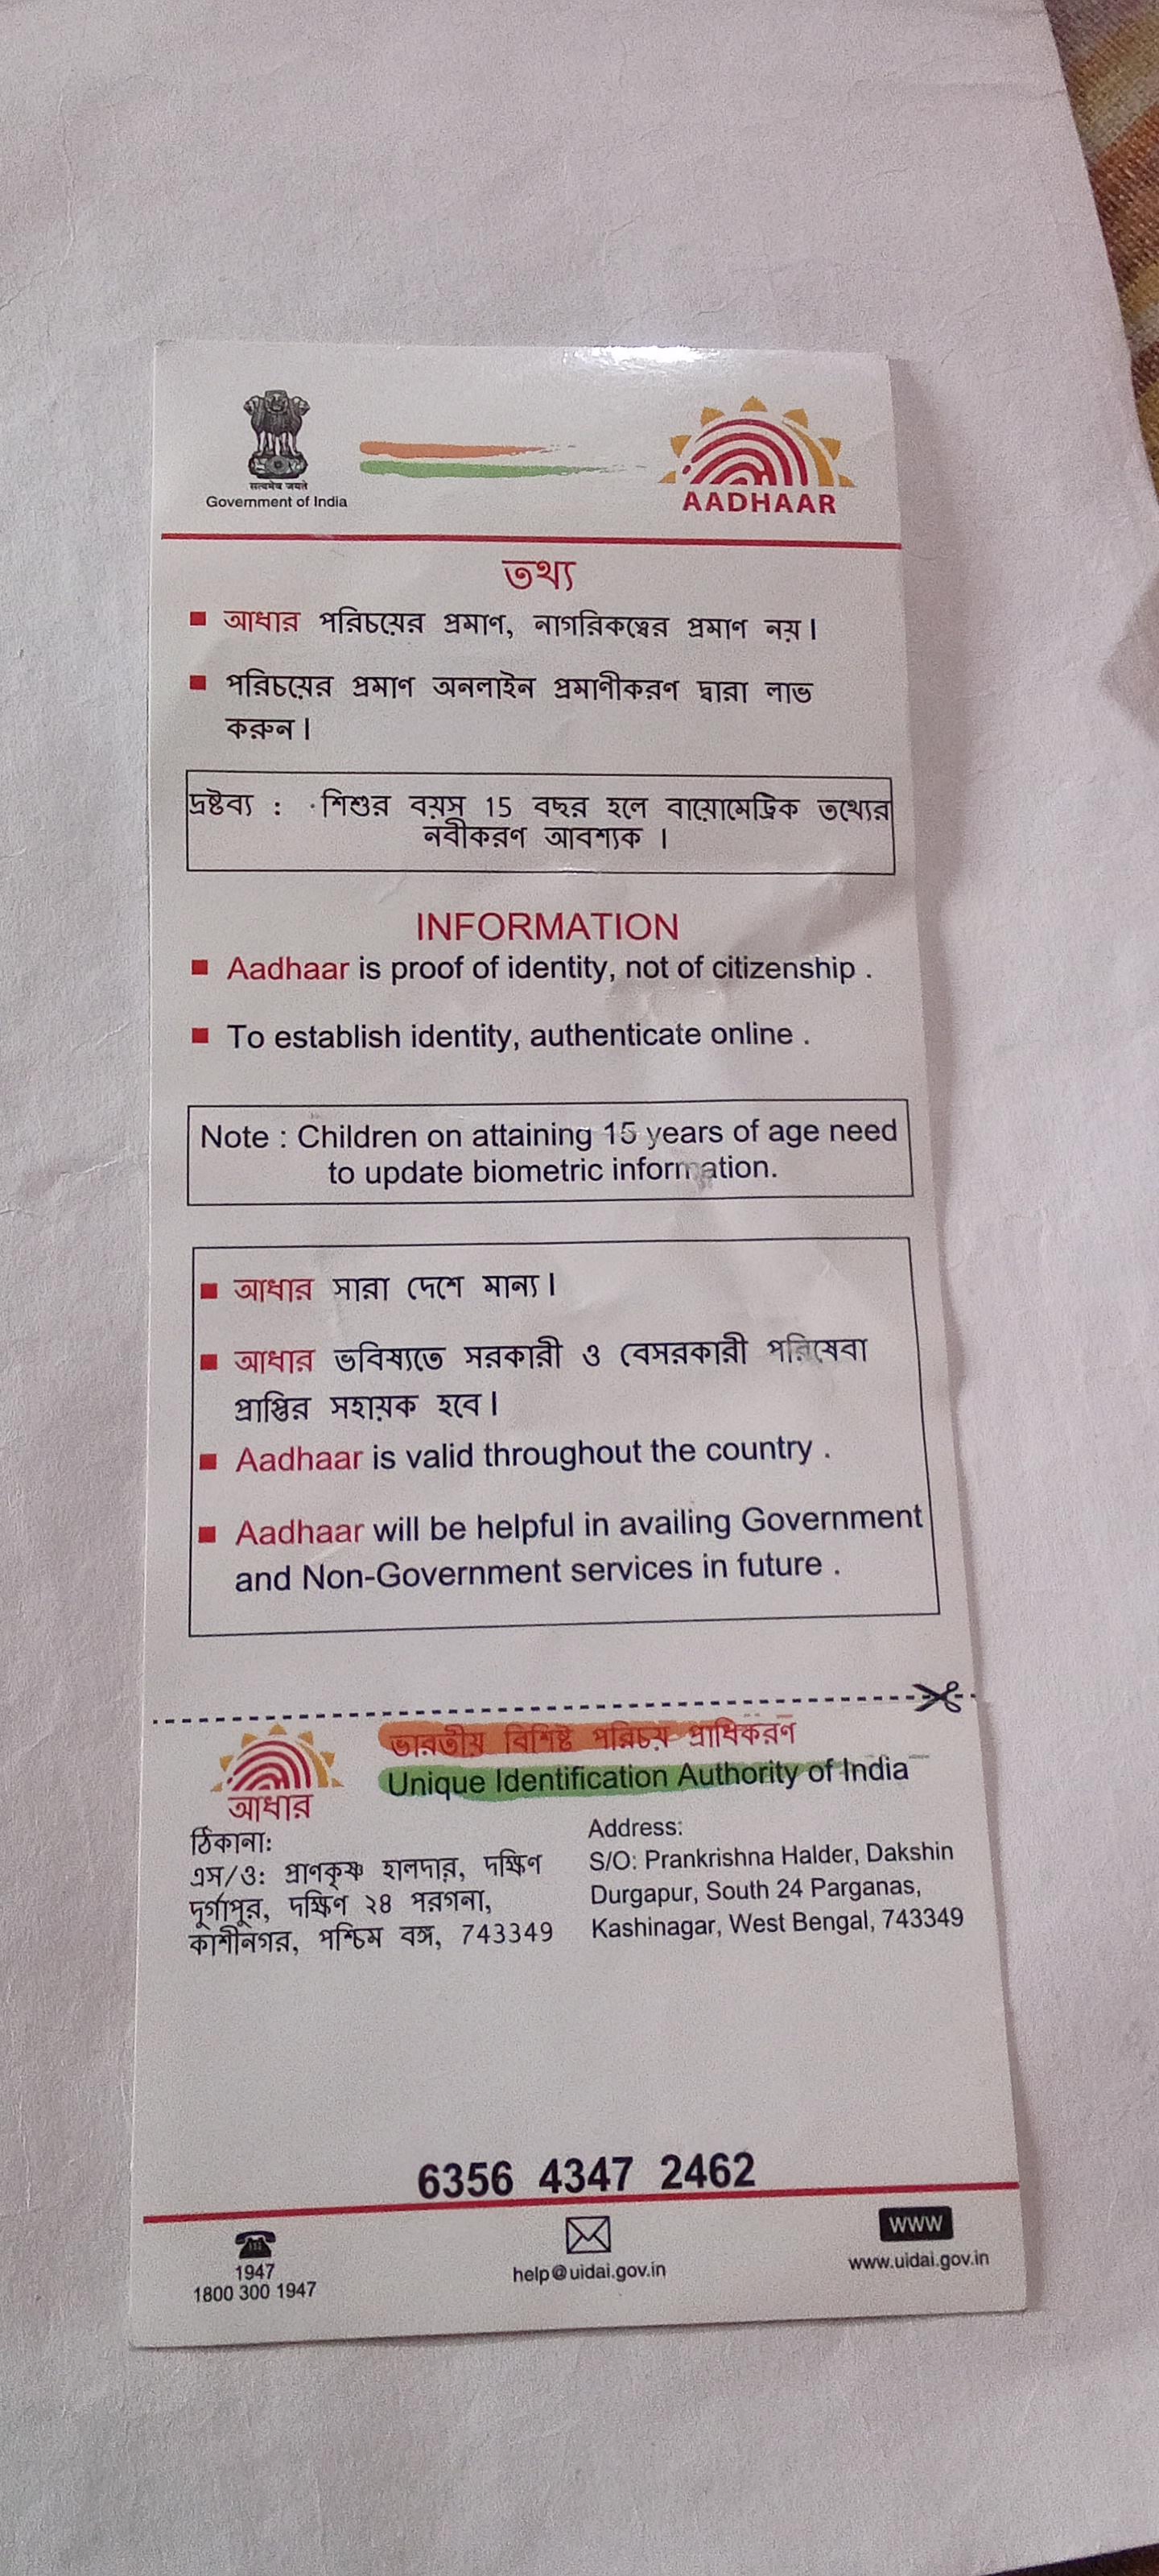 सत्यमेव जयते
Government of India
AADHAAR
তথ্য
আধার পরিচয়ের প্রমাণ, নাগরিকত্বের প্রমাণ নয়।
পরিচয়ের প্রমাণ অনলাইন প্রমাণীকরণ দ্বারা লাভ
করুন।
দ্রষ্টব্য : শিশুর বয়স 15 বছর হলে বায়োমেট্রিক তথ্যের
নবীকরণ আবশ্যক ।
INFORMATION
Aadhaar is proof of identity, not of citizenship .
To establish identity, authenticate online .
Note : Children on attaining 15 years of age need
to update biometric information.
আধার সারা দেশে মান্য।
আধার ভবিষ্যতে সরকারী ও বেসরকারী পরিষেবা
প্রাপ্তির সহায়ক হবে।
Aadhaar is valid throughout the country .
Aadhaar will be helpful in availing Government
and Non-Government services in future .
ভারতীয় বিশিষ্ট পরিচয় প্রাধিকরণ
Unique Identification Authority of India
আধার
ঠিকানা:
এস/ও: প্রাণকৃষ্ণ হালদার, দক্ষিণ
দুর্গাপুর, দক্ষিণ ২৪ পরগনা,
কাশীনগর, পশ্চিম বঙ্গ, 743349
Address:
S/O: Prankrishna Halder, Dakshin
Durgapur, South 24 Parganas,
Kashinagar, West Bengal, 743349
6356 4347 2462
1947
1800 300 1947
help@uidai.gov.in
www
www.uidai.gov.in